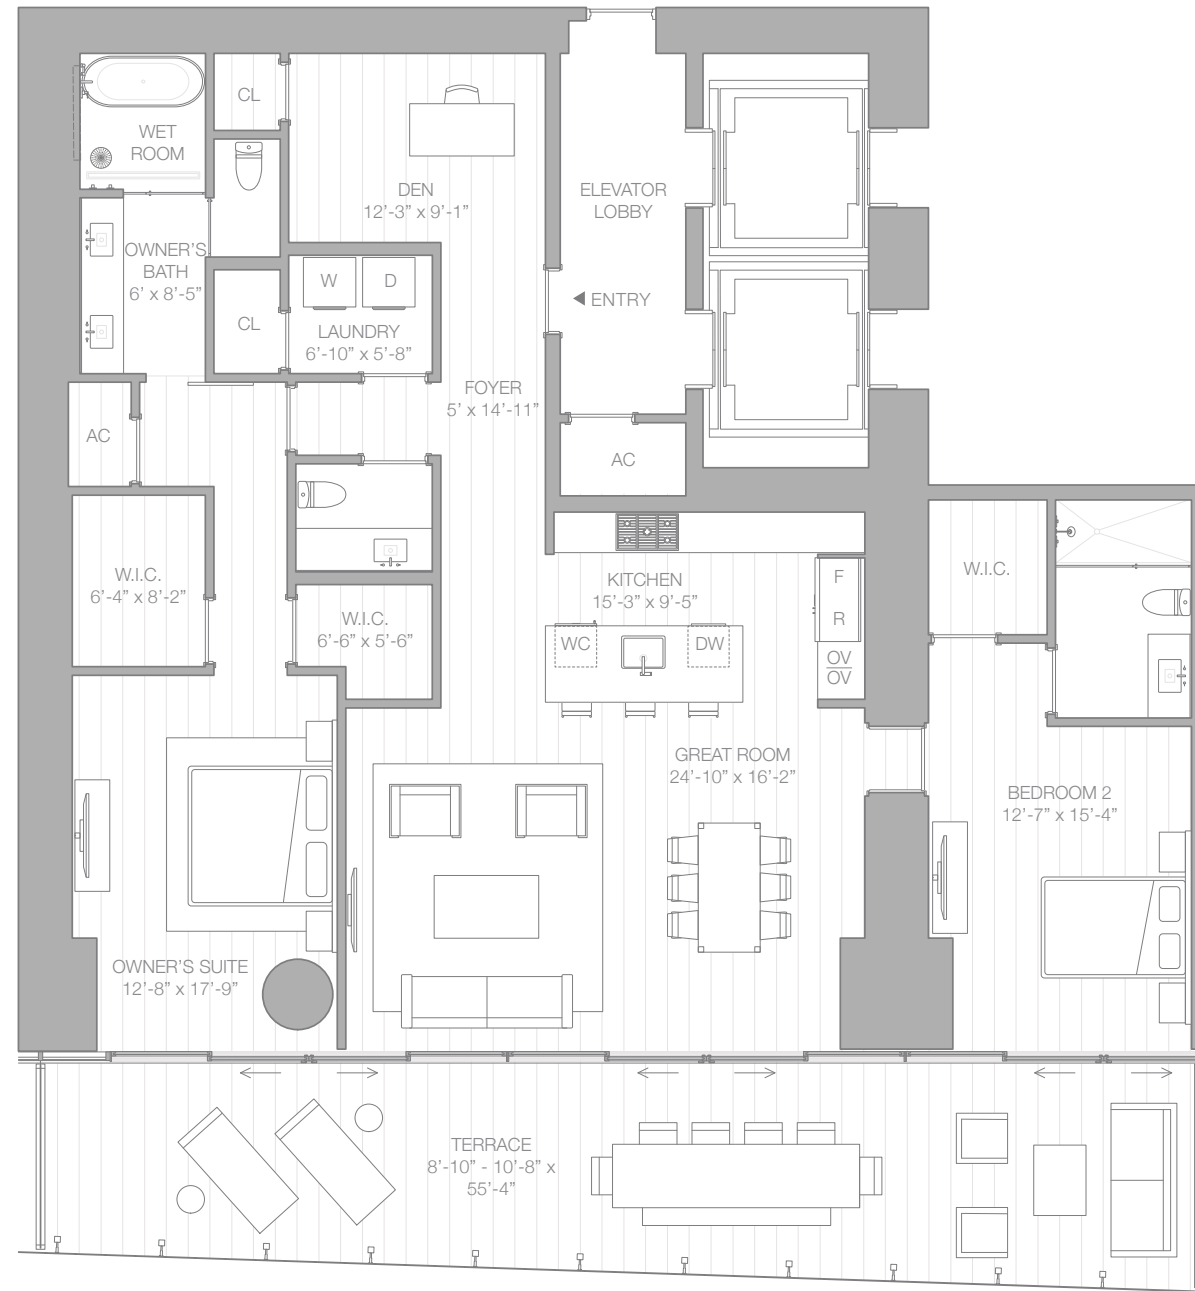 WET
ROOM
CL
DEN
12'-3" x 9'-1"
ELEVATOR
LOBBY
OWNER'S
BATH
6' x 8'-5"
W
D
CL
LAUNDRY
6'-10" x 5'-8"
ENTRY
FOYER
5' x 14'-11"
AC
AC
W.I.C.
6'-4" x 8'-2"
W.I.C.
6'-6" x 5'-6"
KITCHEN
15'-3" x 9'-5"
F
R
WC
DW
OV
OV
W.I.C.
GREAT ROOM
24'-10" x 16'-2"
BEDROOM 2
12'-7" x 15'-4"
OWNER'S SUITE
12'-8" x 17'-9"
TERRACE
8'-10" - 10'-8" x
55'-4"